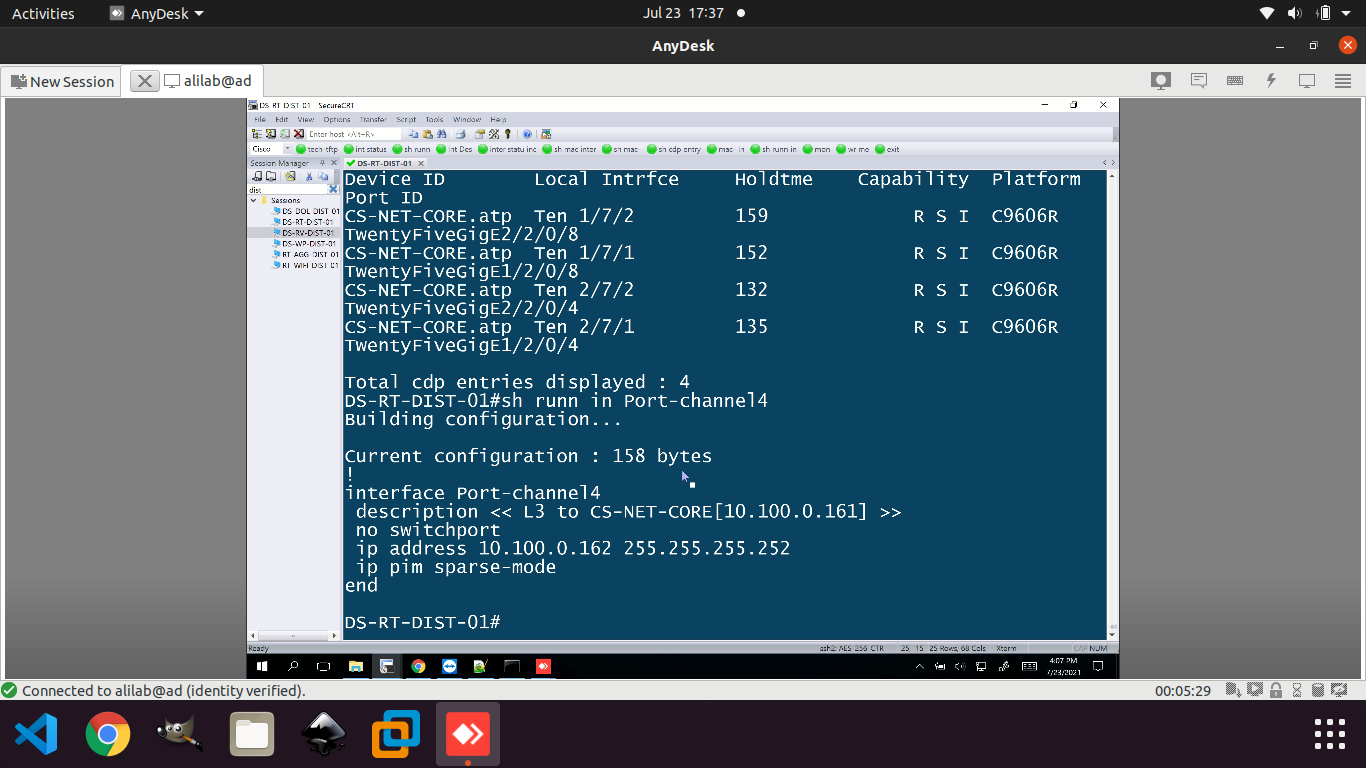 Activities AnyDesk Jul 23 17:37
AnyDesk
New Session alilab@ad
DS RT DIST 01 SecureCRT
File Edit View Options Transfer Script Tools Window Help
Enter host <Alt+R>
Cisco tech-tftp int status sh runn Int Des inter statu inc sh mac inter sh mac sh cdp entry mac in sh runn in mon wr me exit
Session Manager
DS-RT-DIST-01
dist
Sessions
DS DOL DIST 01
DS-RT-DIST-01
DS-RV-DIST-01
DS-WP-DIST-01
RT AGG DIST 01
RT WIFI DIST 01
Device ID Local Intrfce Holdtme Capability Platform
Port ID
CS-NET-CORE.atp Ten 1/7/2 159 R S I C9606R
TwentyFiveGigE2/2/0/8
CS-NET-CORE.atp Ten 1/7/1 152 R S I C9606R
TwentyFiveGigE1/2/0/8
CS-NET-CORE.atp Ten 2/7/2 132 R S I C9606R
TwentyFiveGigE2/2/0/4
CS-NET-CORE.atp Ten 2/7/1 135 R S I C9606R
TwentyFiveGigE1/2/0/4
Total cdp entries displayed : 4
DS-RT-DIST-01#sh runn in Port-channel4
Building configuration...
Current configuration : 158 bytes
!
interface Port-channel4
description << L3 to CS-NET-CORE[10.100.0.161] >>
no switchport
ip address 10.100.0.162 255.255.255.252
ip pim sparse-mode
end
DS-RT-DIST-01#
Ready ssh2: AES 256 CTR 25, 15 25 Rows, 68 Cols Xterm CAP NUM
4:07 PM
7/23/2021
Connected to alilab@ad (identity verified). 00:05:29